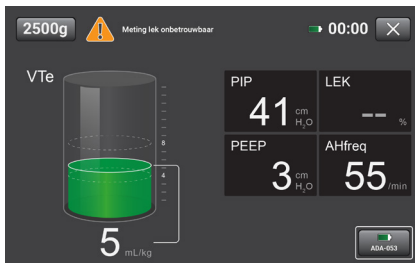 2500g
Meting lek onbetrouwbaar
00:00
VTe
8
4
5 mL/kg
PIP
41 cm H₂O
LEK
-- %
PEEP
3 cm H₂O
AHfreq
55 /min
ADA-053